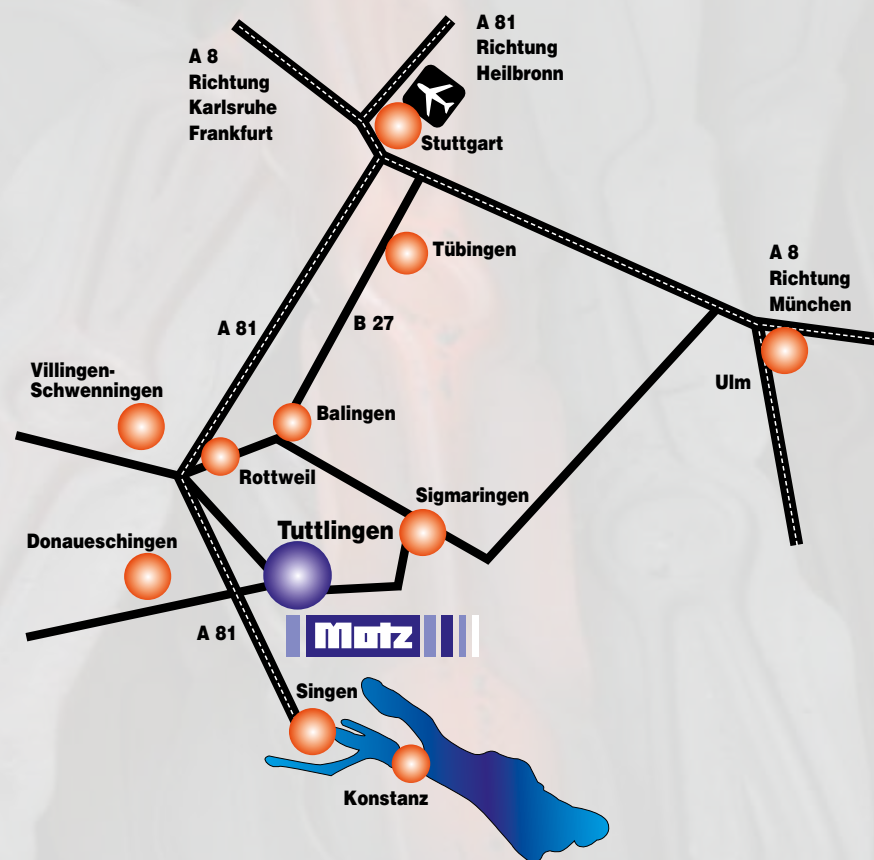 A 81
Richtung
Heilbronn
A 8
Richtung
Karlsruhe
Frankfurt
Stuttgart
Tübingen
A 8
Richtung
München
A 81
B 27
Villingen-
Schwenningen
Ulm
Balingen
Rottweil
Sigmaringen
Tuttlingen
Donaueschingen
A 81
Matz
Singen
Konstanz